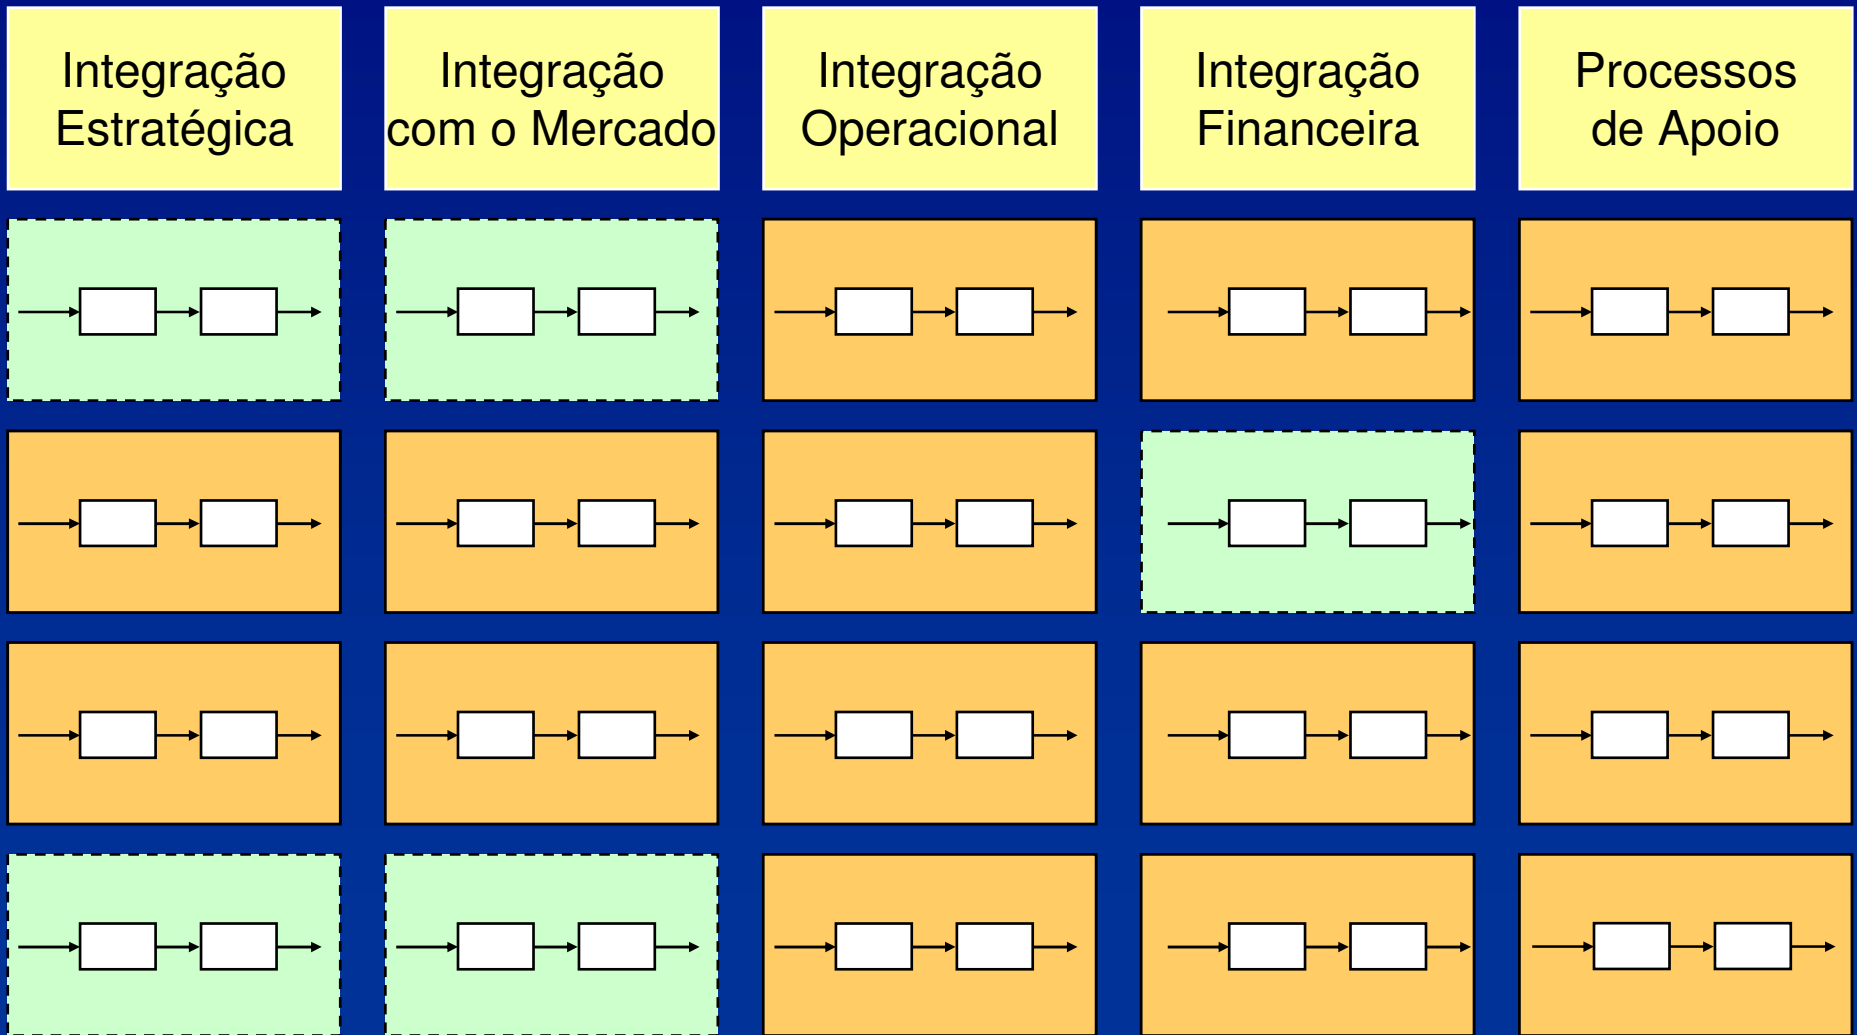 Integração
Estratégica
Integração
com o Mercado
Integração
Operacional
Integração
Financeira
Processos
de Apoio